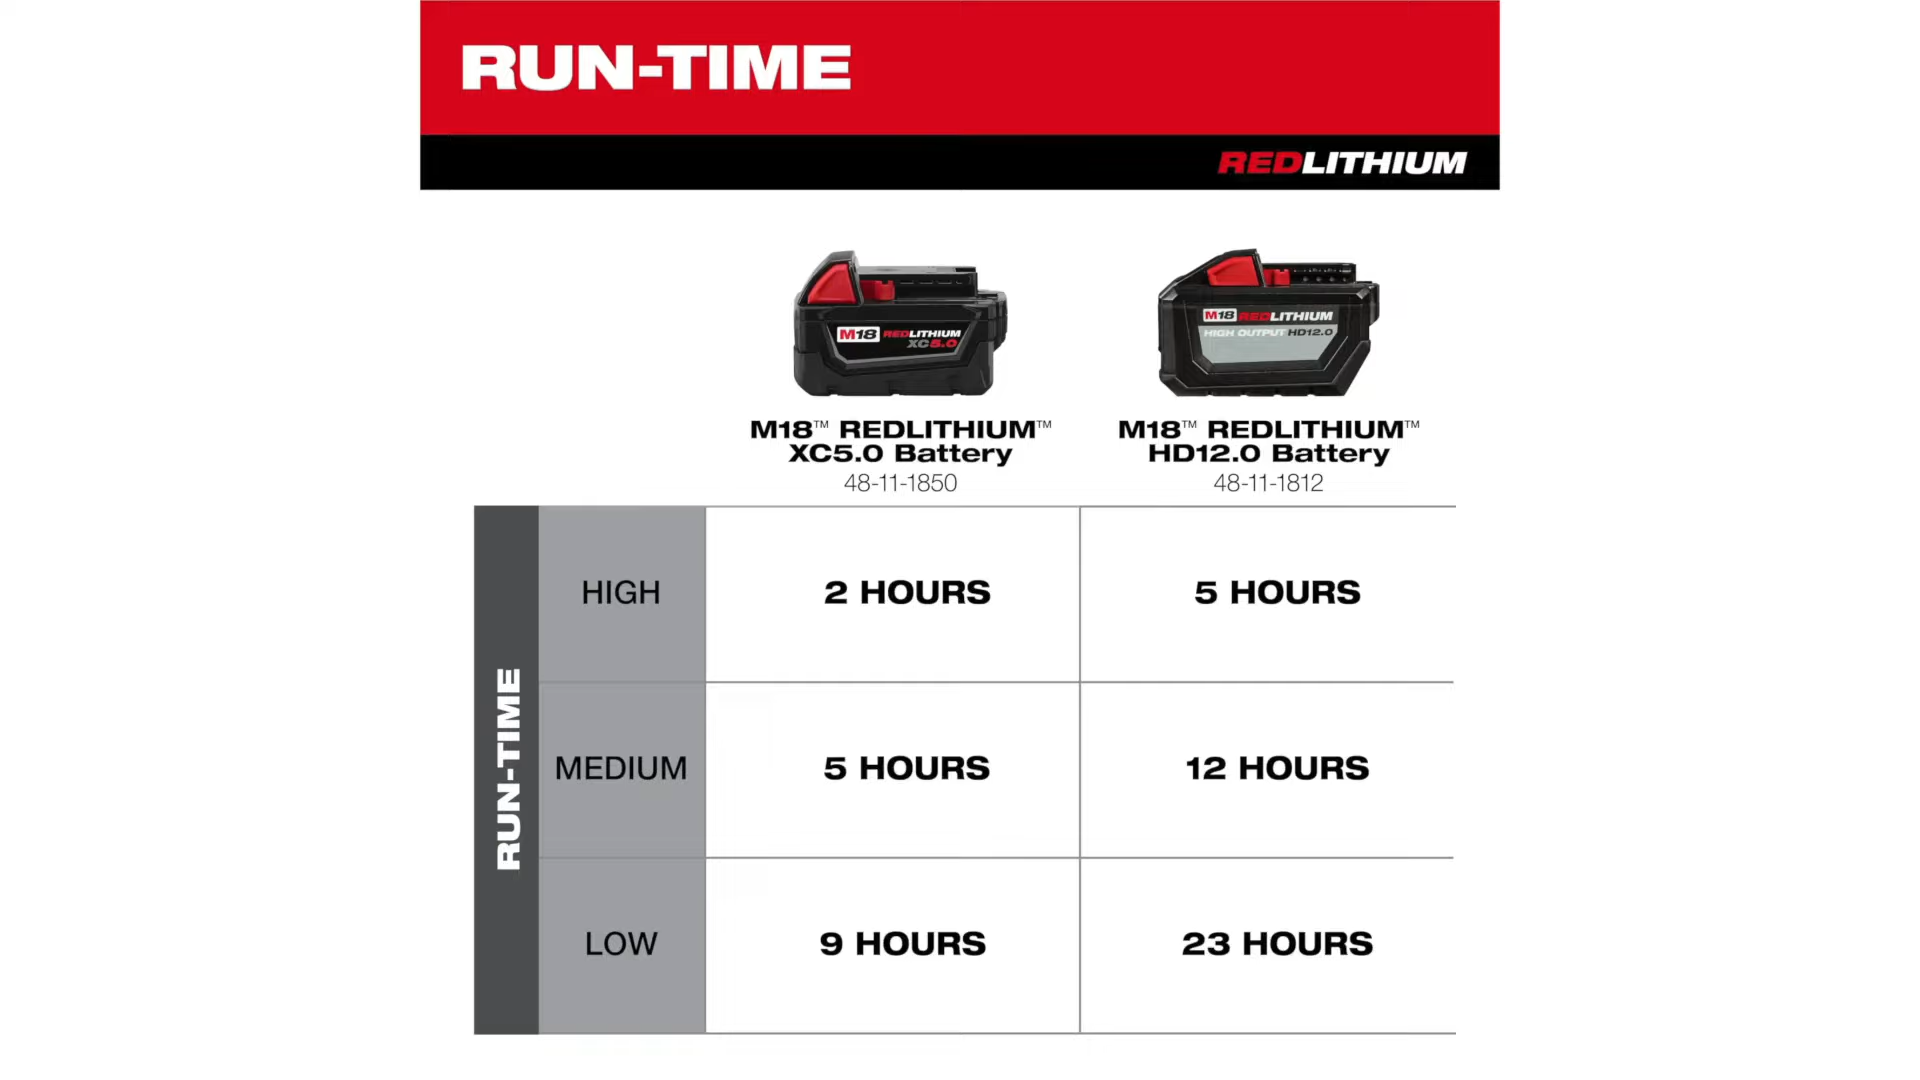 RUN-TIME
REDLITHIUM
M18 REDLITHIUM
XC5.0
M18 REDLITHIUM
HIGH OUTPUT HD12.0
M18™ REDLITHIUM™
XC5.0 Battery
48-11-1850
M18™ REDLITHIUM™
HD12.0 Battery
48-11-1812
RUN-TIME
HIGH
2 HOURS
5 HOURS
MEDIUM
5 HOURS
12 HOURS
LOW
9 HOURS
23 HOURS